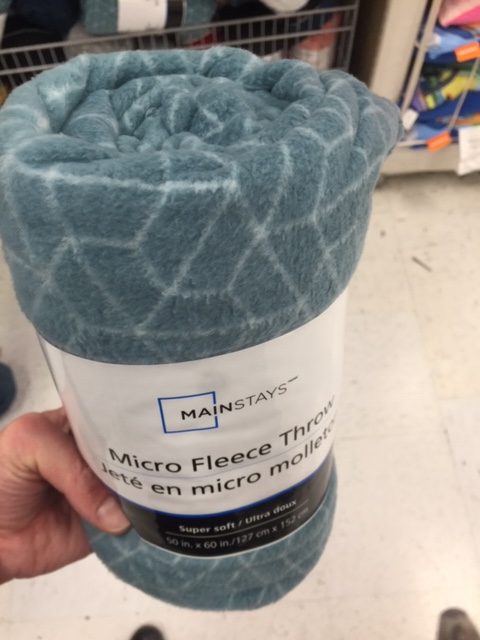 MAINSTAYS™
Micro Fleece Throw
Jeté en micro molleton
Super soft / Ultra doux
50 in. x 60 in./127 cm x 152 cm